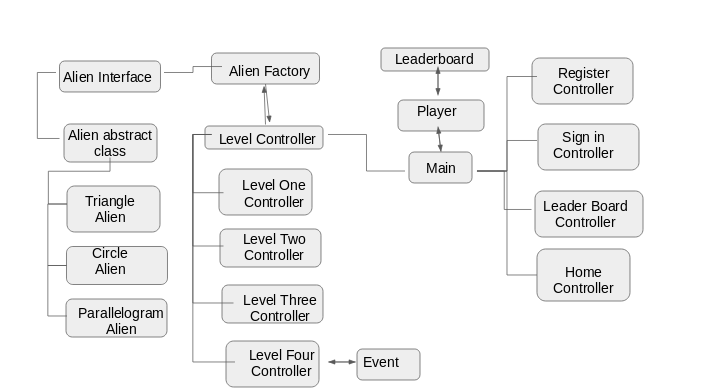 Leaderboard
Alien Interface
Alien Factory
Register
Controller
Player
Alien abstract
class
Level Controller
Sign in
Controller
Main
Level One
Controller
Triangle
Alien
Leader Board
Controller
Level Two
Controller
Circle
Alien
Home
Controller
Level Three
Controller
Parallelogram
Alien
Level Four
Controller
Event